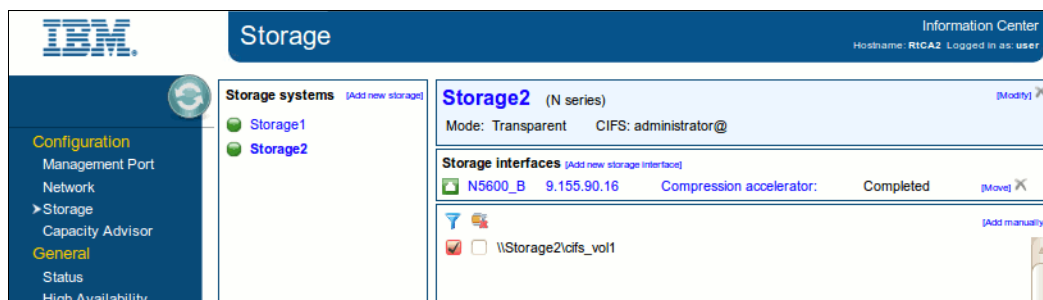 IBM.
Storage
Information Center
Hostname: RtCA2 Logged in as: user
Configuration
Management Port
Network
Storage
Capacity Advisor
General
Status
High Availability
Storage systems [Add new storage]
Storage1
Storage2
Storage2 (N series) [Modify]
Mode: Transparent CIFS: administrator@
Storage interfaces [Add new storage interface]
N5600_B 9.155.90.16 Compression accelerator: Completed [Move]
[Add manually
\\Storage2\cifs_vol1